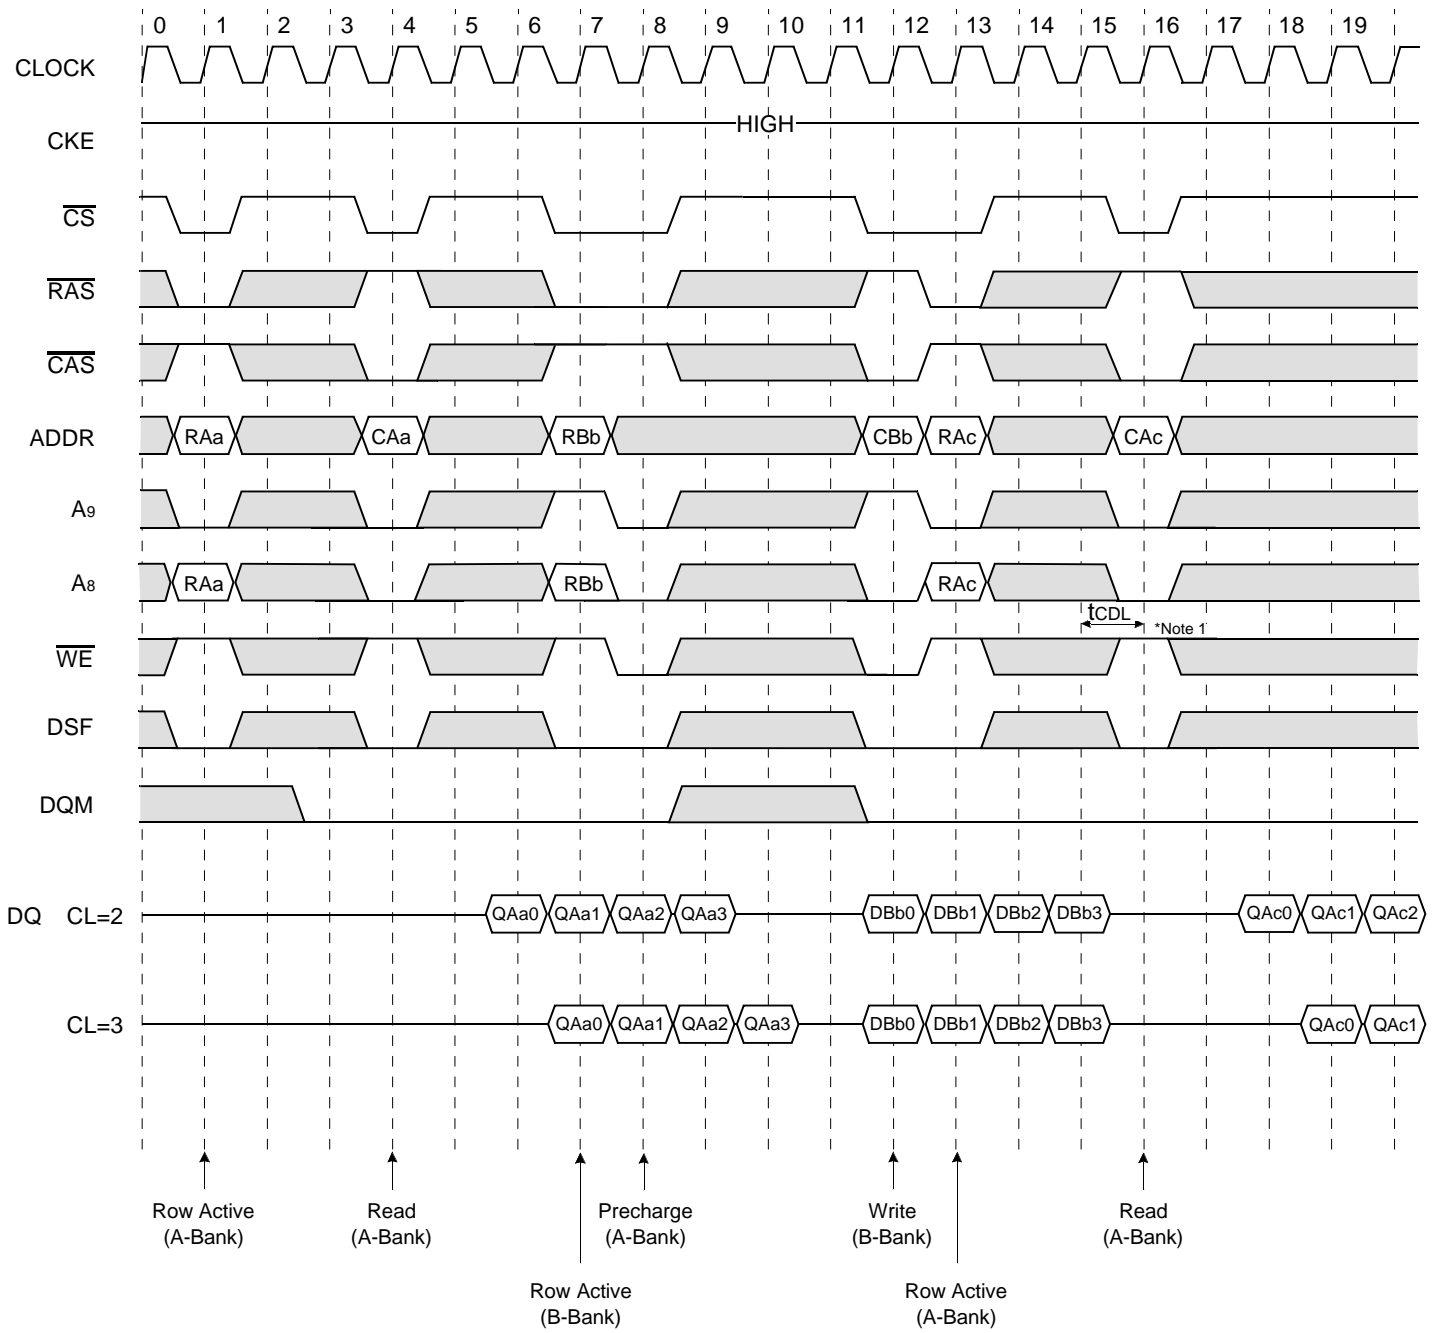 0 1 2 3 4 5 6 7 8 9 10 11 12 13 14 15 16 17 18 19
CLOCK
HIGH
CKE
CS
RAS
CAS
ADDR RAa CAa RBb CBb RAc CAc
A9
A8 RAa RBb RAc
tCDL *Note 1
WE
DSF
DQM
DQ CL=2 QAa0 QAa1 QAa2 QAa3 DBb0 DBb1 DBb2 DBb3 QAc0 QAc1 QAc2
CL=3 QAa0 QAa1 QAa2 QAa3 DBb0 DBb1 DBb2 DBb3 QAc0 QAc1
Row Active Read Precharge Write Read
(A-Bank) (A-Bank) (A-Bank) (B-Bank) (A-Bank)
Row Active Row Active
(B-Bank) (A-Bank)